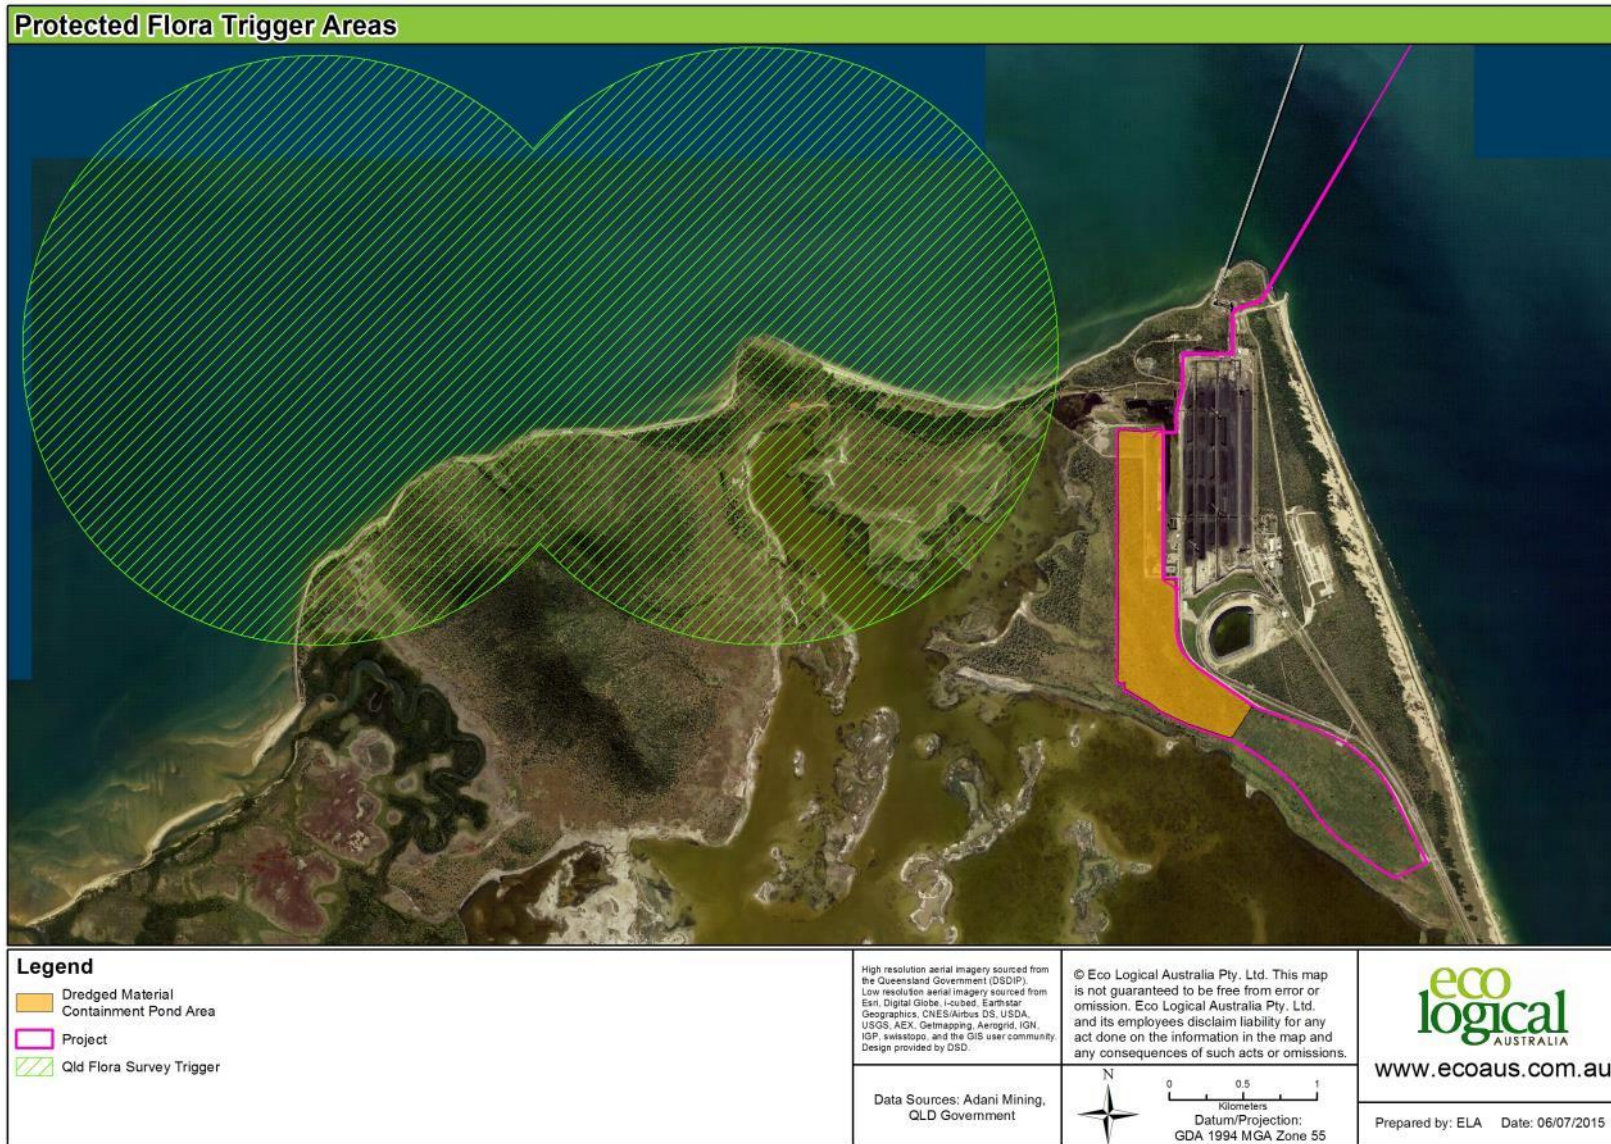 Protected Flora Trigger Areas
Legend
Dredged Material
Containment Pond Area
Project
Qld Flora Survey Trigger
High resolution aerial imagery sourced from
the Queensland Government (DSDIP).
Low resolution aerial imagery sourced from
Esri, Digital Globe, i-cubed, Earthstar
Geographics, CNES/Airbus DS, USDA,
USGS, AEX, Getmapping, Aerogrid, IGN,
IGP, swisstopo, and the GIS user community.
Design provided by DSD.
Data Sources: Adani Mining,
QLD Government
© Eco Logical Australia Pty. Ltd. This map
is not guaranteed to be free from error or
omission. Eco Logical Australia Pty. Ltd.
and its employees disclaim liability for any
act done on the information in the map and
any consequences of such acts or omissions.
N
0 0.5 1
Kilometers
Datum/Projection:
GDA 1994 MGA Zone 55
eco
logical
AUSTRALIA
www.ecoaus.com.au
Prepared by: ELA Date: 06/07/2015